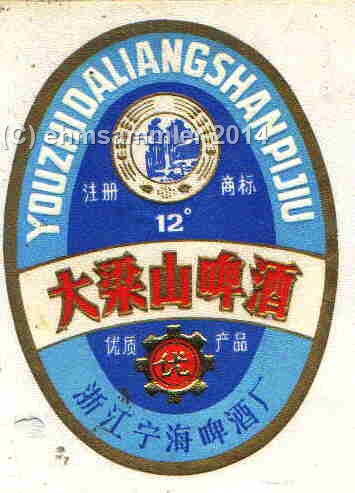 YOUZHIDALIANGSHANPIJIU
(c) ehmsammler 2014
注册 商标
12°
大梁山啤酒
优质 产品
优
浙江宁海啤酒厂